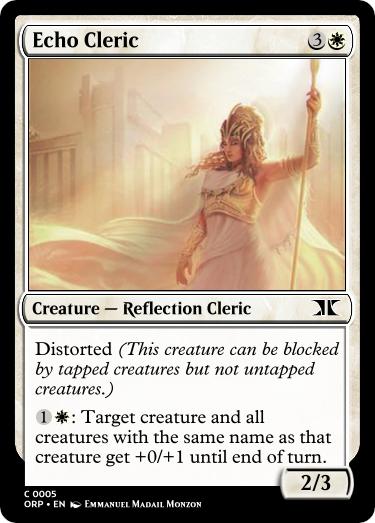 Echo Cleric 3
Creature — Reflection Cleric
Distorted (This creature can be blocked
by tapped creatures but not untapped
creatures.)
1 : Target creature and all
creatures with the same name as that
creature get +0/+1 until end of turn.
2/3
C 0005
ORP • EN Emmanuel Madail Monzon